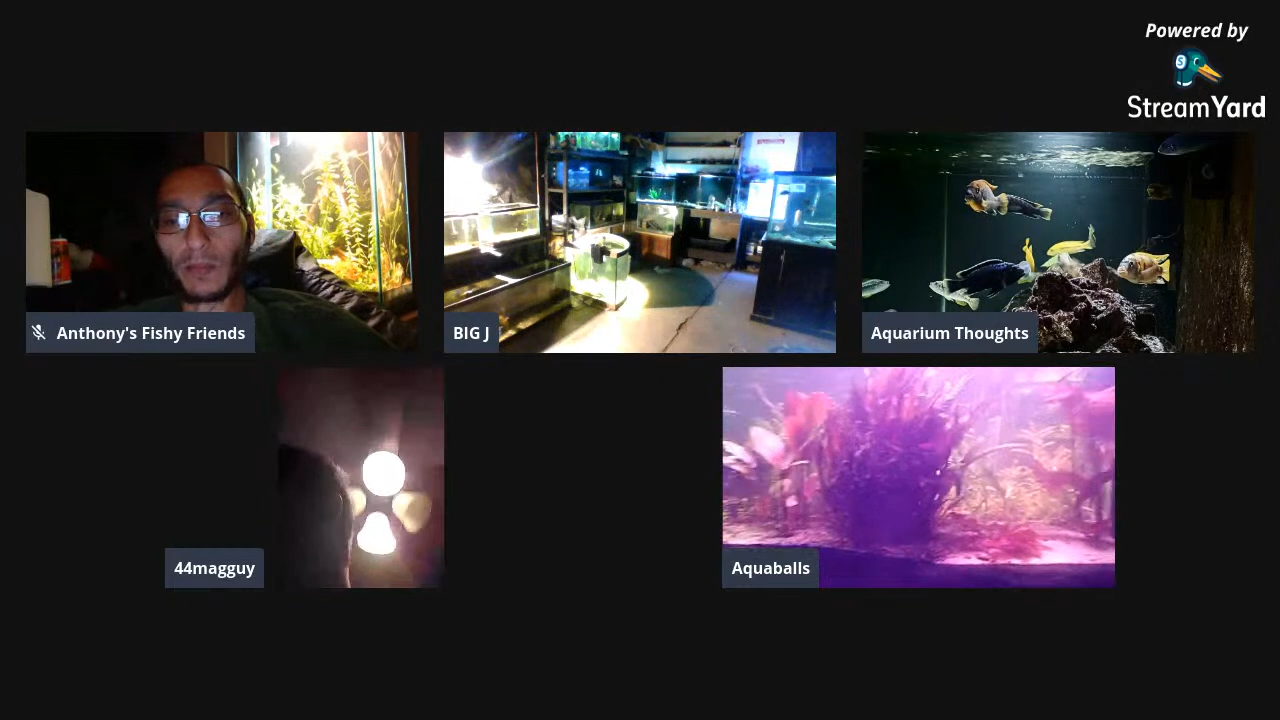 Powered by
StreamYard
Anthony's Fishy Friends
BIG J
Aquarium Thoughts
44magguy
Aquaballs